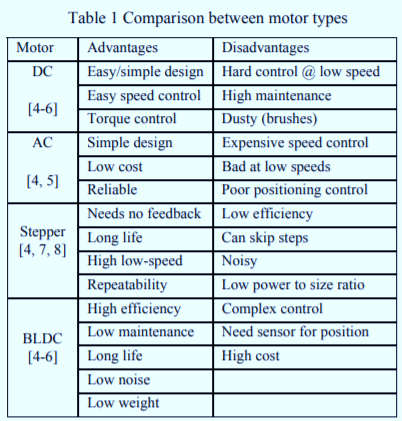 Table 1 Comparison between motor types
Motor Advantages Disadvantages
DC Easy/simple design Hard control @ low speed
Easy speed control High maintenance
[4-6] Torque control Dusty (brushes)
AC Simple design Expensive speed control
Low cost Bad at low speeds
[4, 5] Reliable Poor positioning control
Needs no feedback Low efficiency
Stepper Long life Can skip steps
[4, 7, 8] High low-speed Noisy
Repeatability Low power to size ratio
High efficiency Complex control
BLDC Low maintenance Need sensor for position
[4-6] Long life High cost
Low noise
Low weight